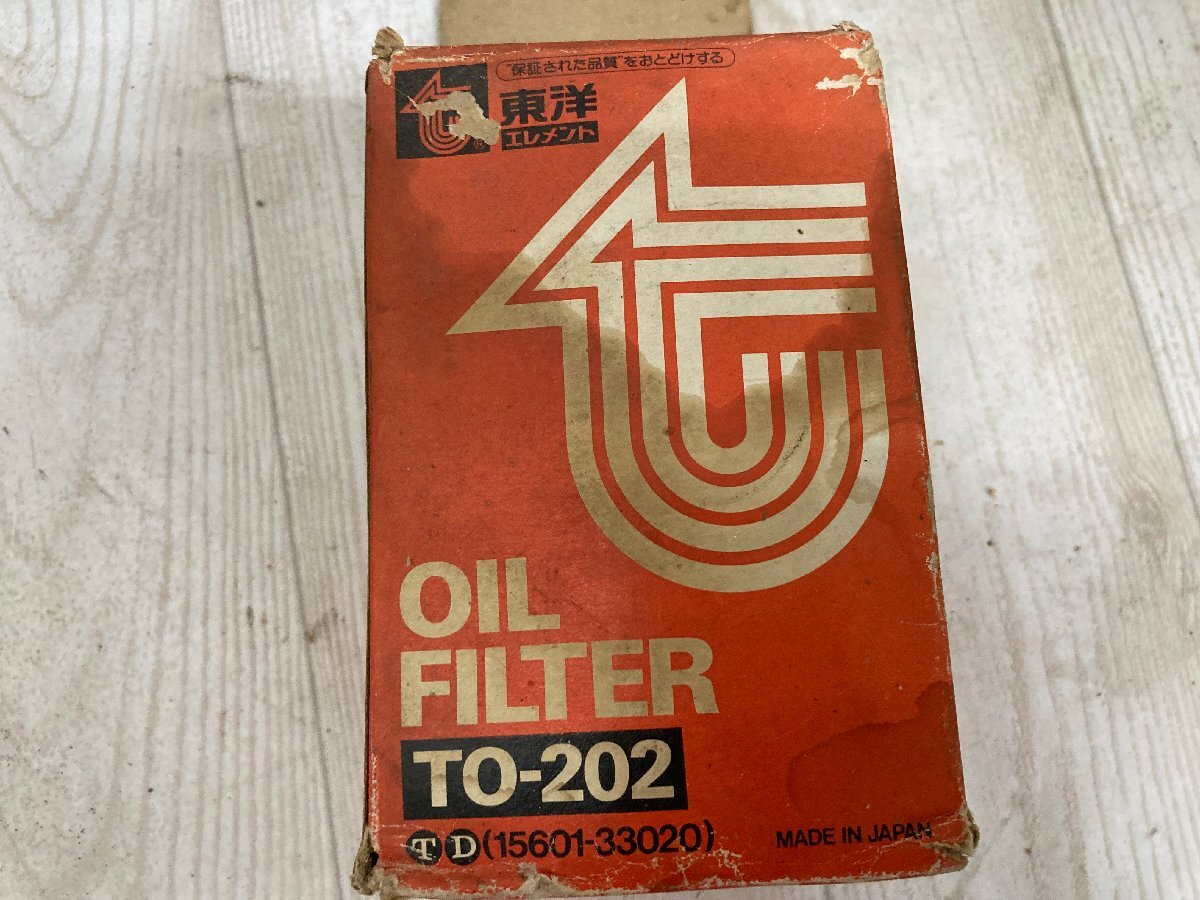 "保証された品質"をおとどけする
東洋
エレメント
OIL
FILTER
TO-202
T D (15601-33020)
MADE IN JAPAN